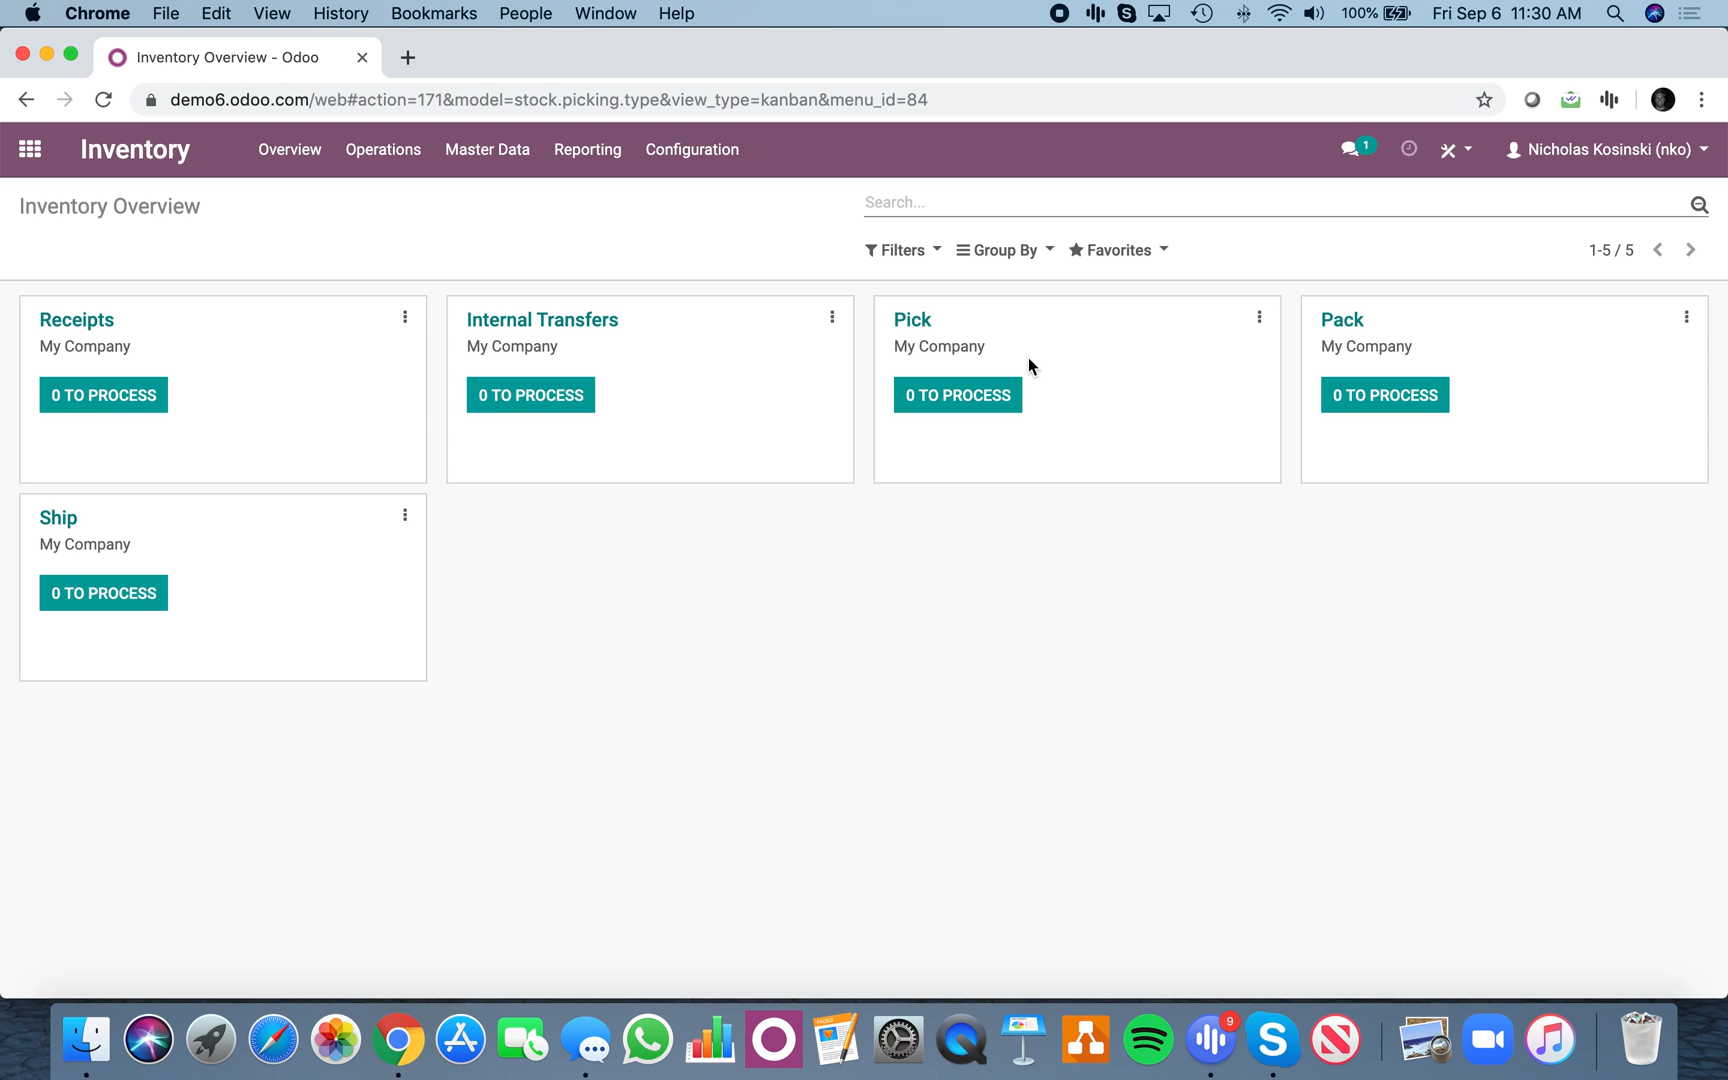 Chrome File Edit View History Bookmarks People Window Help 100% Fri Sep 6 11:30 AM
Inventory Overview - Odoo
demo6.odoo.com/web#action=171&model=stock.picking.type&view_type=kanban&menu_id=84
Inventory Overview Operations Master Data Reporting Configuration 1 Nicholas Kosinski (nko)
Inventory Overview
Search...
Filters Group By Favorites 1-5 / 5
Receipts
My Company
0 TO PROCESS
Internal Transfers
My Company
0 TO PROCESS
Pick
My Company
0 TO PROCESS
Pack
My Company
0 TO PROCESS
Ship
My Company
0 TO PROCESS
PAGES
9